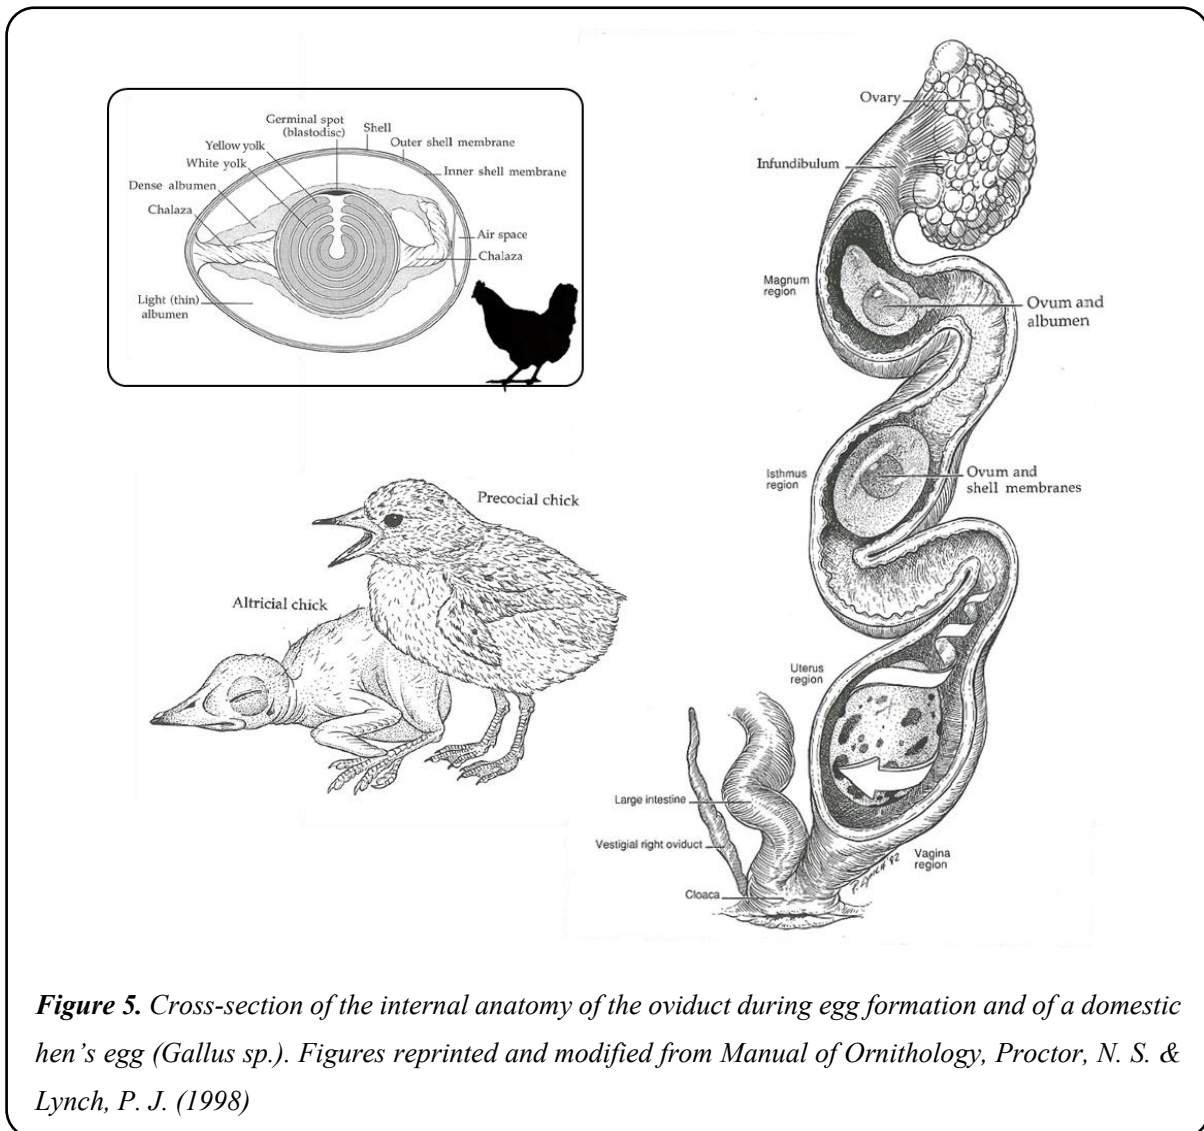 Germinal spot
(blastodisc)
Shell
Yellow yolk
Outer shell membrane
White yolk
Inner shell membrane
Dense albumen
Chalaza
Air space
Chalaza
Light (thin)
albumen
Ovary
Infundibulum
Magnum
region
Ovum and
albumen
Isthmus
region
Ovum and
shell membranes
Precocial chick
Altricial chick
Uterus
region
Large intestine
Vestigial right oviduct
Vagina
region
Cloaca
P. Lynch '92
Figure 5. Cross-section of the internal anatomy of the oviduct during egg formation and of a domestic
hen’s egg (Gallus sp.). Figures reprinted and modified from Manual of Ornithology, Proctor, N. S. &
Lynch, P. J. (1998)